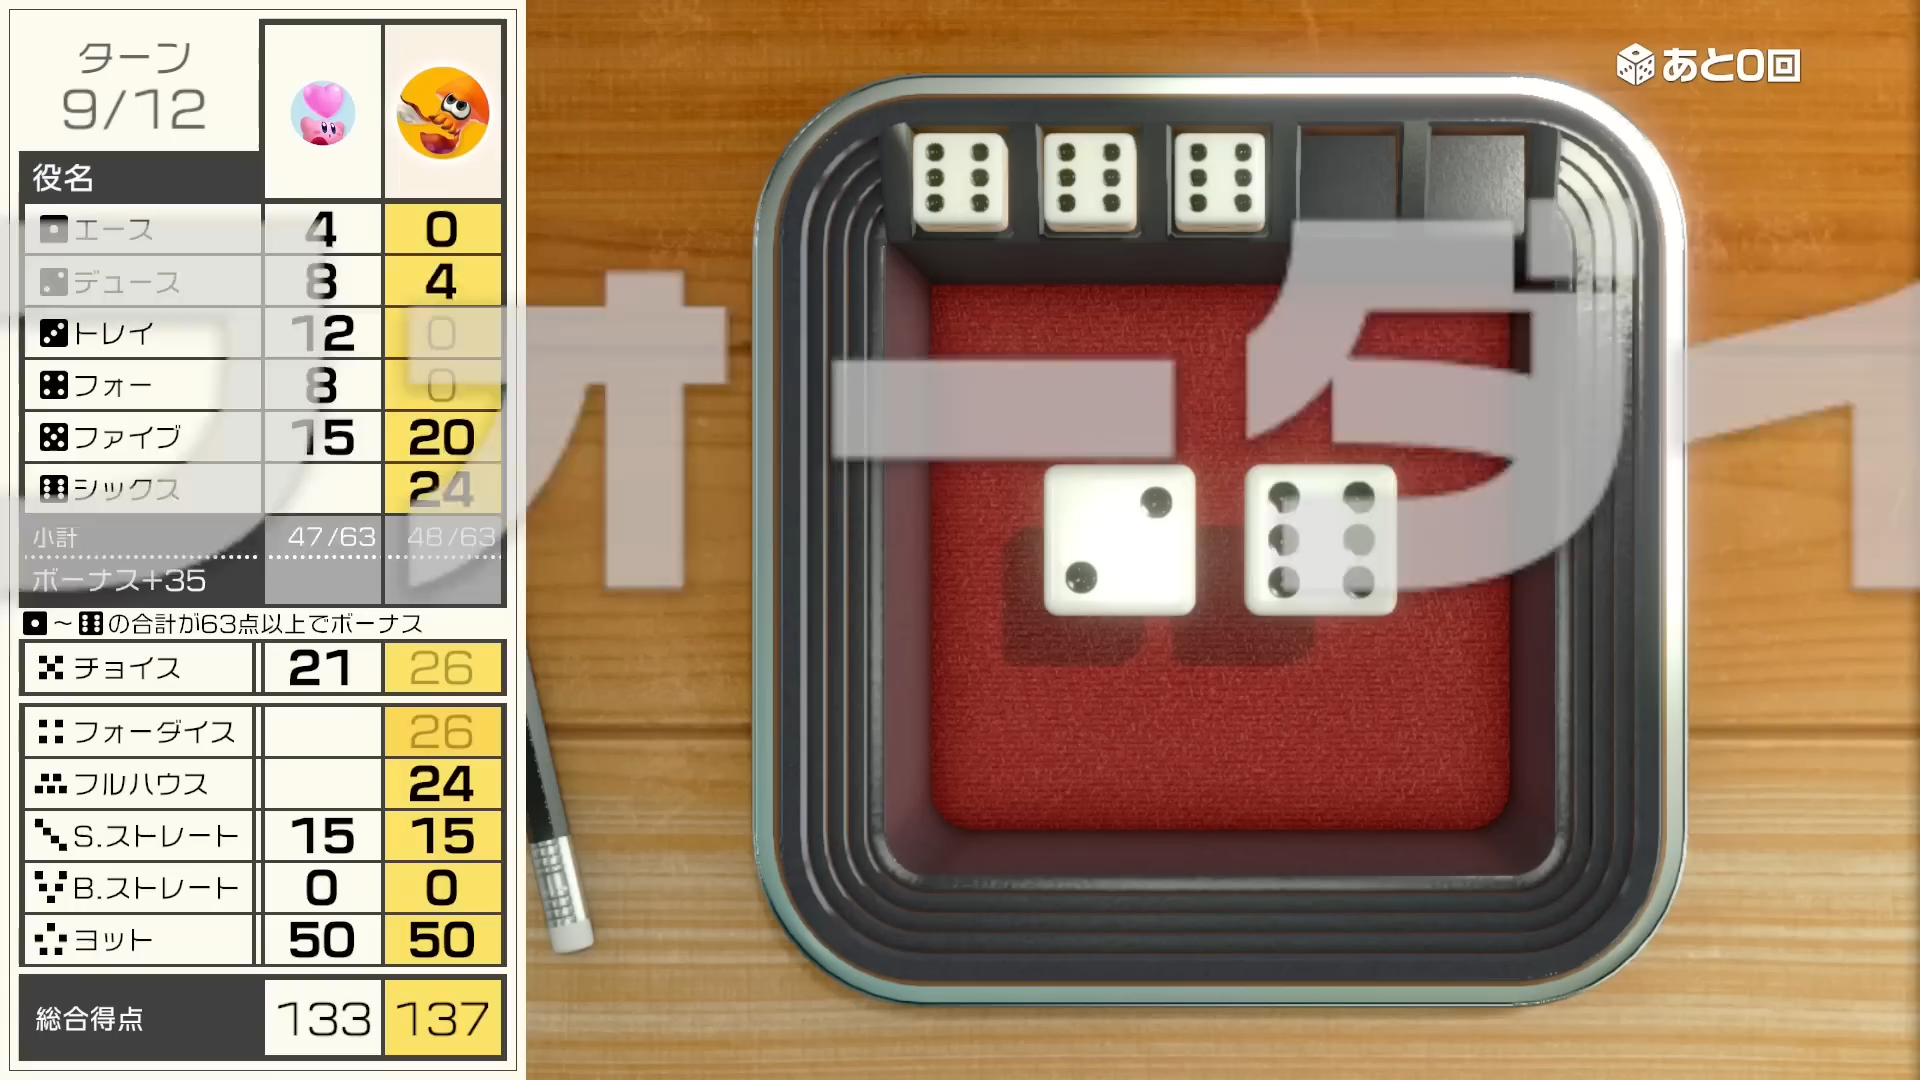 ターン
9/12
あと0回
役名
エース 4 0
デュース 8 4
トレイ 12 0
フォー 8 0
ファイブ 15 20
シックス 24
小計 47/63 48/63
ボーナス+35
～の合計が63点以上でボーナス
チョイス 21 26
フォーダイス 26
フルハウス 24
S.ストレート 15 15
B.ストレート 0 0
ヨット 50 50
総合得点 133 137
フォーダイ